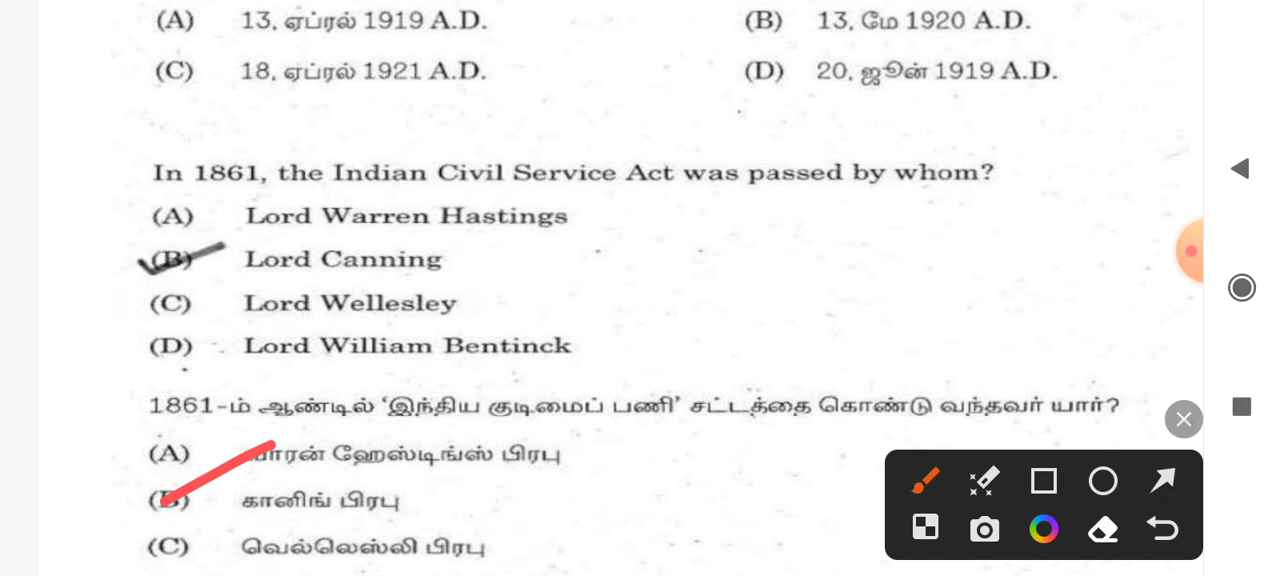 (A) 13, ஏப்ரல் 1919 A.D. (B) 13, மே 1920 A.D.
(C) 18, ஏப்ரல் 1921 A.D. (D) 20, ஜூன் 1919 A.D.
In 1861, the Indian Civil Service Act was passed by whom?
(A) Lord Warren Hastings
(B) Lord Canning
(C) Lord Wellesley
(D) Lord William Bentinck
1861-ம் ஆண்டில் ‘இந்திய குடிமைப் பணி’ சட்டத்தை கொண்டு வந்தவர் யார்?
(A) வாரன் ஹேஸ்டிங்ஸ் பிரபு
(B) கானிங் பிரபு
(C) வெல்லெஸ்லி பிரபு